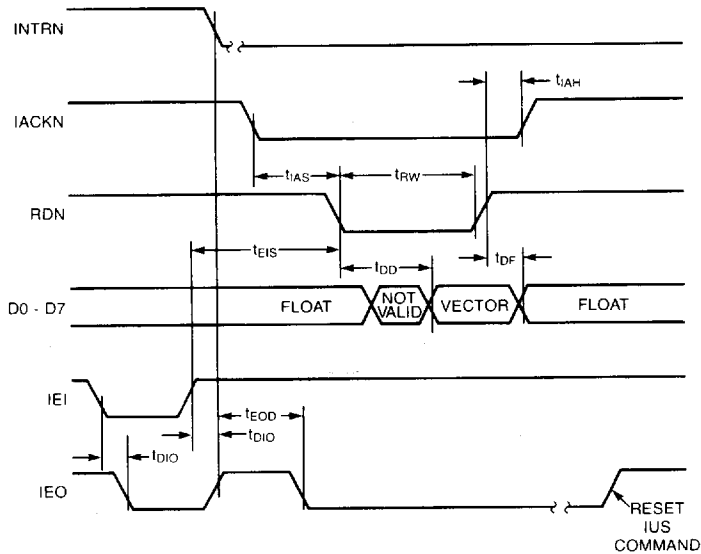 INTRN
tIAH
IACKN
tIAS
tRW
RDN
tEIS
tDD
tDF
D0 - D7
FLOAT
NOT
VALID
VECTOR
FLOAT
IEI
tEOD
tDIO
tDIO
IEO
RESET
IUS
COMMAND